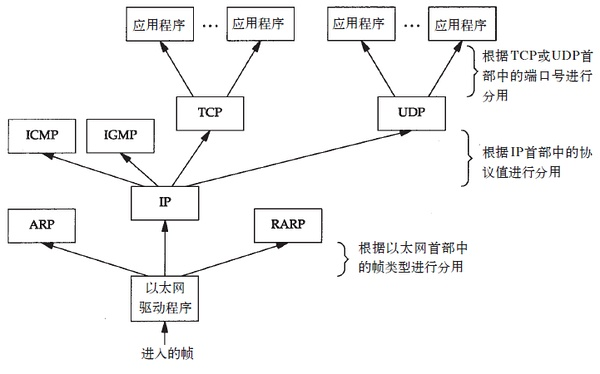 应用程序 … 应用程序 应用程序 … 应用程序
根据TCP或UDP首
部中的端口号进行
分用
TCP UDP
ICMP IGMP
根据IP首部中的协
议值进行分用
IP
ARP RARP
根据以太网首部中
的帧类型进行分用
以太网
驱动程序
进入的帧